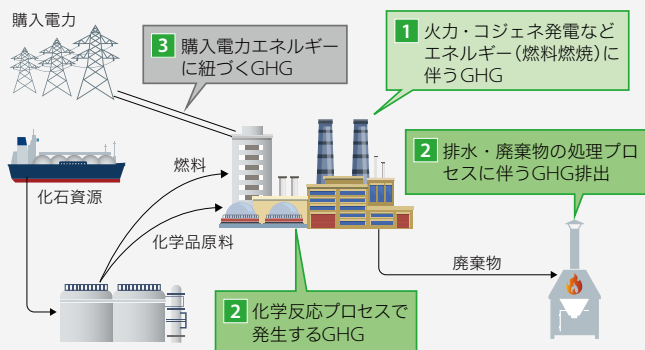 購入電力
3 購入電力エネルギー
に紐づくGHG
1 火力・コジェネ発電など
エネルギー(燃料燃焼)に
伴うGHG
2 排水・廃棄物の処理プロ
セスに伴うGHG排出
燃料
化石資源
化学品原料
廃棄物
2 化学反応プロセスで
発生するGHG